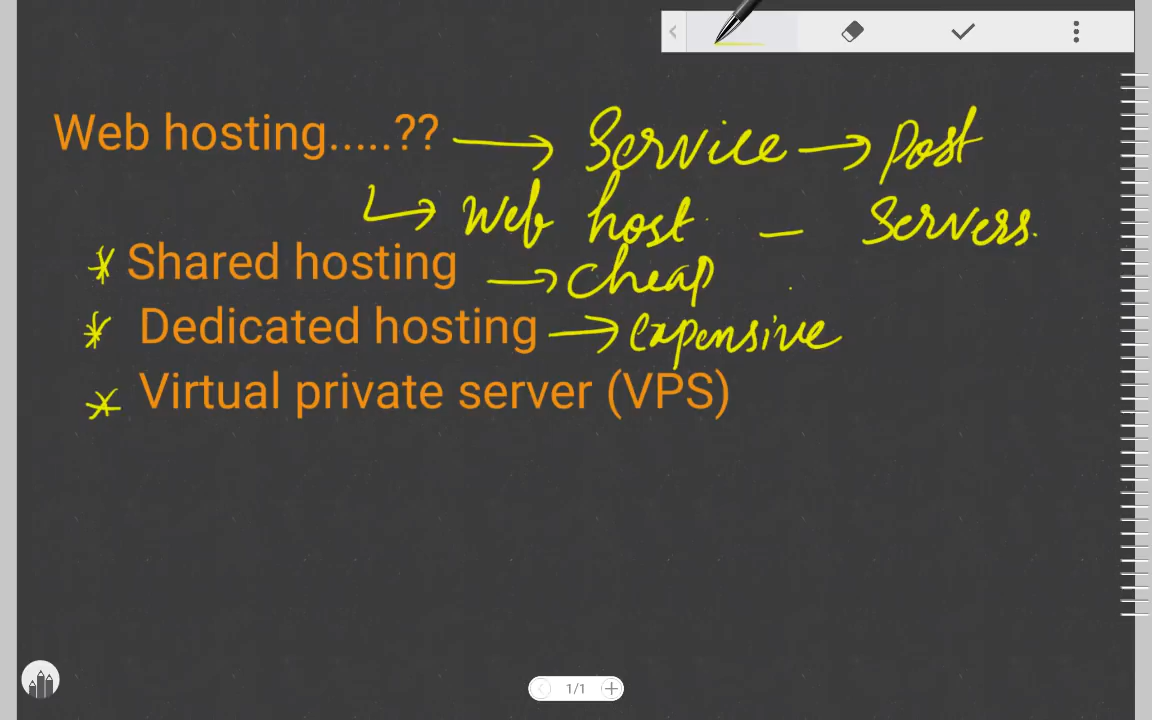 Web hosting.....?? → Service → Post
↳ Web host. — Servers.
* Shared hosting → Cheap
* Dedicated hosting → Expensive
* Virtual private server (VPS)
1/1